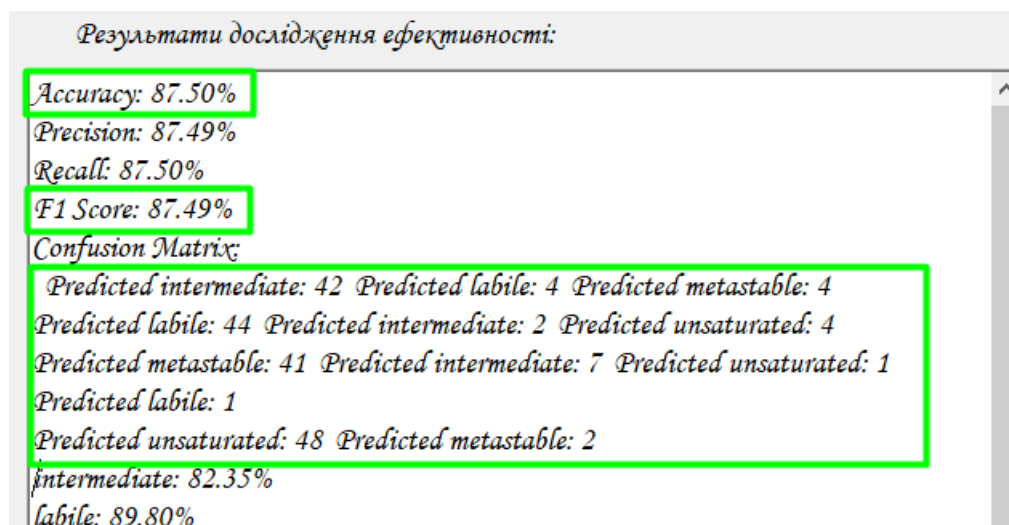 Результати дослідження ефективності:
Accuracy: 87.50%
Precision: 87.49%
Recall: 87.50%
F1 Score: 87.49%
Confusion Matrix:
Predicted intermediate: 42 Predicted labile: 4 Predicted metastable: 4
Predicted labile: 44 Predicted intermediate: 2 Predicted unsaturated: 4
Predicted metastable: 41 Predicted intermediate: 7 Predicted unsaturated: 1
Predicted labile: 1
Predicted unsaturated: 48 Predicted metastable: 2
intermediate: 82.35%
labile: 89.80%